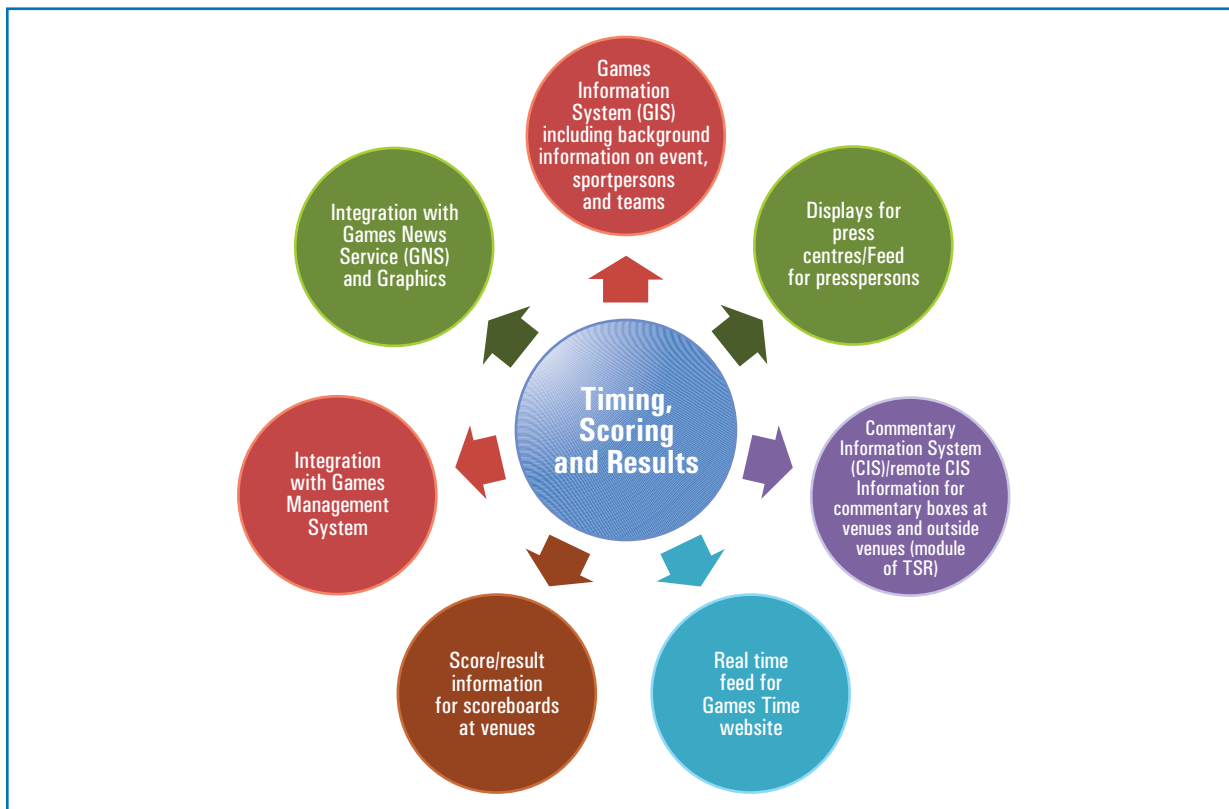 Games
Information
System (GIS)
including background
information on event,
sportpersons
and teams
Integration with
Games News
Service (GNS)
and Graphics
Displays for
press
centres/Feed
for presspersons
Timing,
Scoring
and Results
Integration
with Games
Management
System
Commentary
Information System
(CIS)/remote CIS
Information for
commentary boxes at
venues and outside
venues (module
of TSR)
Score/result
information
for scoreboards
at venues
Real time
feed for
Games Time
website